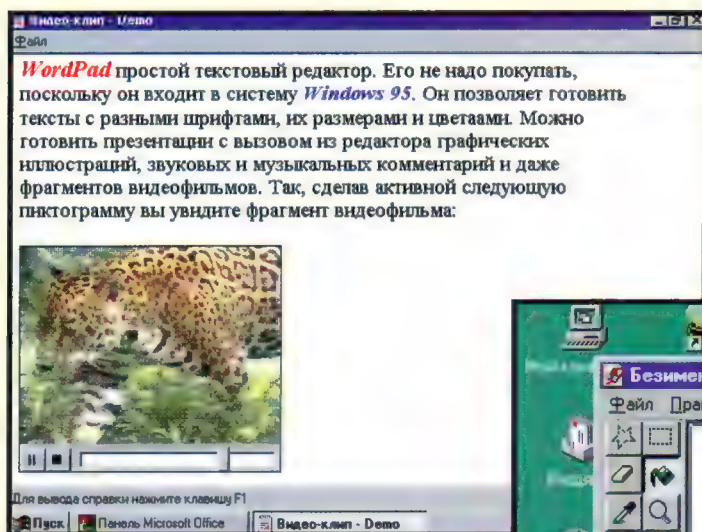 Видео-клип - Demo
Файл
WordPad простой текстовый редактор. Его не надо покупать,
поскольку он входит в систему Windows 95. Он позволяет готовить
тексты с разными шрифтами, их размерами и цветаами. Можно
готовить презентации с вызовом из редактора графических
иллюстраций, звуковых и музыкальных комментарий и даже
фрагментов видеофильмов. Так, сделав активной следующую
пиктограмму вы увидите фрагмент видеофильма:
Безимен
Файл Пра
Для вывода справки нажмите клавишу F1
Пуск Панель Microsoft Office Видео-клип - Demo